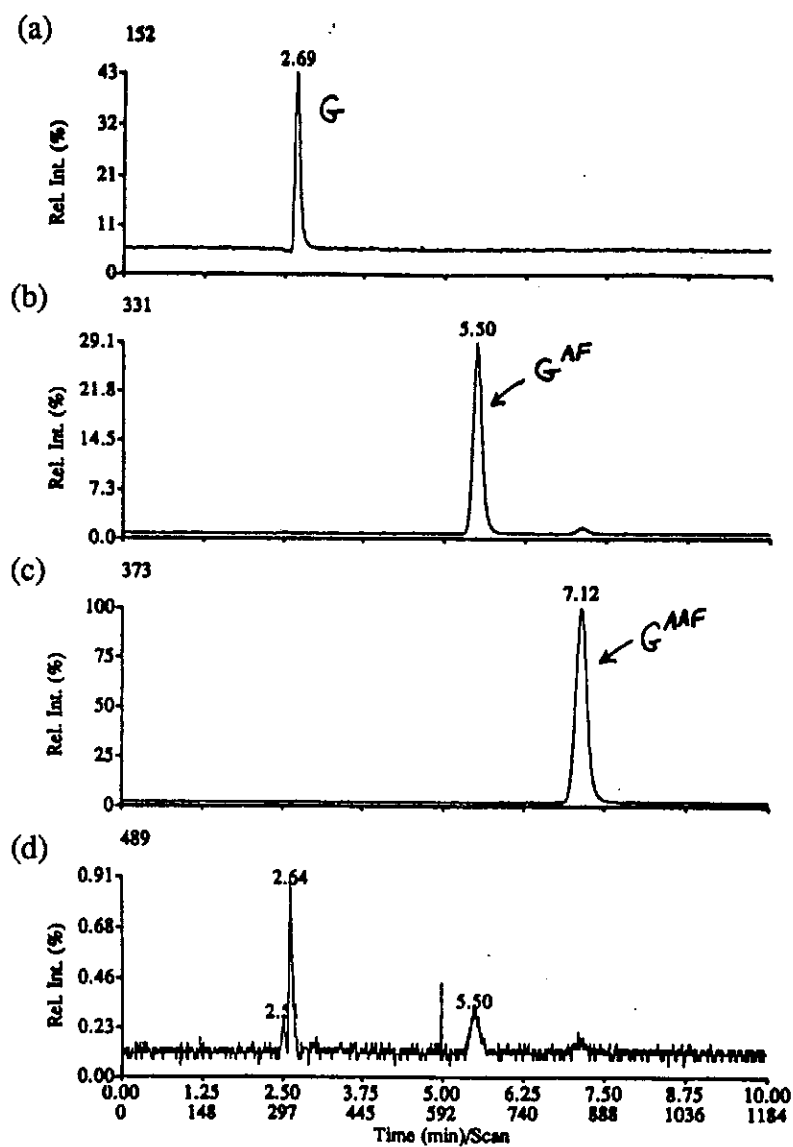 (a)
152
2.69
43
32
21
11
0
Rel. Int. (%)
G
(b)
331
5.50
29.1
21.8
14.5
7.3
0.0
Rel. Int. (%)
G^AF
(c)
373
7.12
100
75
50
25
0
Rel. Int. (%)
G^AAF
(d)
489
2.64
0.91
0.68
0.46
0.23
0.00
Rel. Int. (%)
5.50
0.00 1.25 2.50 3.75 5.00 6.25 7.50 8.75 10.00
0 148 297 445 592 740 888 1036 1184
Time (min)/Scan